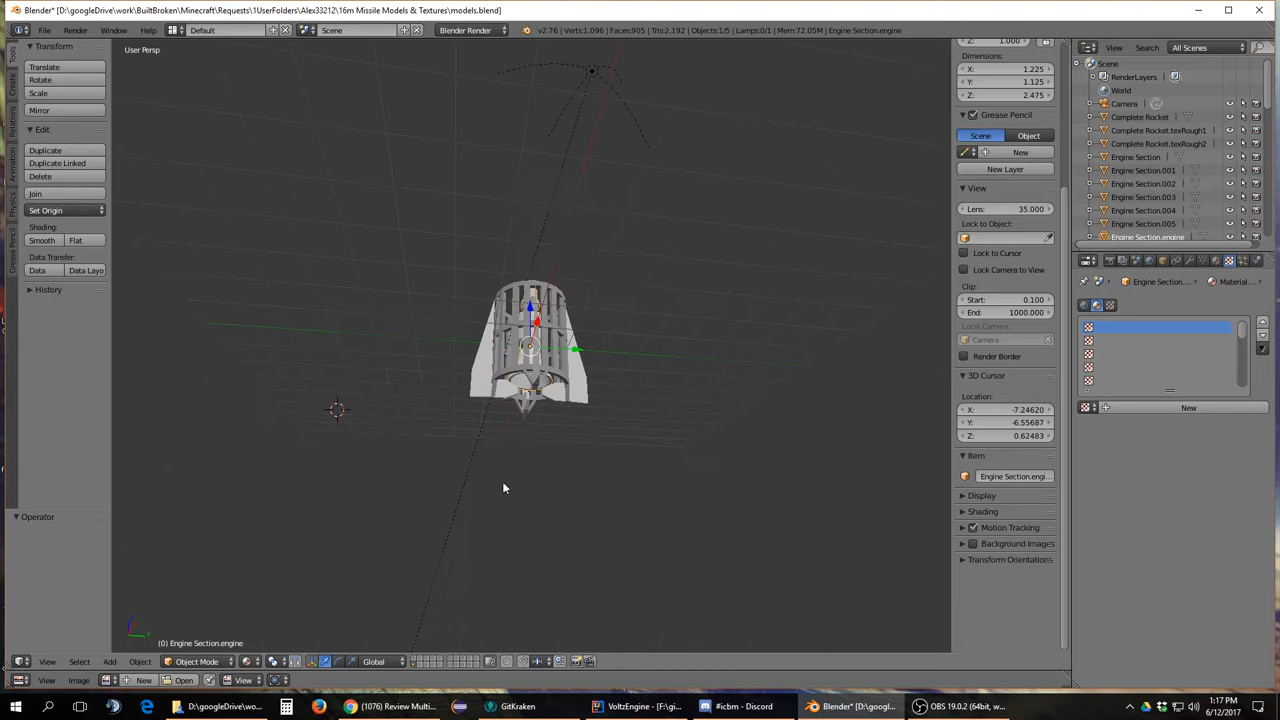 Blender* [D:\googleDrive\work\BuiltBroken\Minecraft\Requests\1UserFolders\Alex33212\16m Missile Models & Textures\models.blend]
File Render Window Help Default Scene Blender Render v2.76 | Verts:1,096 | Faces:905 | Tris:2,192 | Objects:1/5 | Lamps:0/1 | Mem:72.05M | Engine Section.engine
Transform
Translate
Rotate
Scale
Mirror
Edit
Duplicate
Duplicate Linked
Delete
Join
Set Origin
Shading:
Smooth Flat
Data Transfer:
Data Data Layo
History
Operator
Tools
Create
Relations
Animation
Physics
Grease Pencil
User Persp
(0) Engine Section.engine
1.000
Dimensions:
X: 1.225
Y: 1.125
Z: 2.475
Grease Pencil
Scene Object
New
New Layer
View
Lens: 35.000
Lock to Object:
Lock to Cursor
Lock Camera to View
Clip:
Start: 0.100
End: 1000.000
Local Camera:
Camera
Render Border
3D Cursor
Location:
X: -7.24620
Y: -6.55687
Z: 0.62483
Item
Engine Section.engi...
Display
Shading
Motion Tracking
Background Images
Transform Orientations
View Search All Scenes
Scene
RenderLayers
World
Camera
Complete Rocket
Complete Rocket.texRough1
Complete Rocket.texRough2
Engine Section
Engine Section.001
Engine Section.002
Engine Section.003
Engine Section.004
Engine Section.005
Engine Section.engine
Engine Section.... Material....
New
View Select Add Object Object Mode Global
View Image New Open View
D:\googleDrive\wo... (1076) Review Multi... GitKraken VoltzEngine - [F:\gi... #icbm - Discord Blender* [D:\googl... OBS 19.0.2 (64bit, w...
1:17 PM
6/12/2017